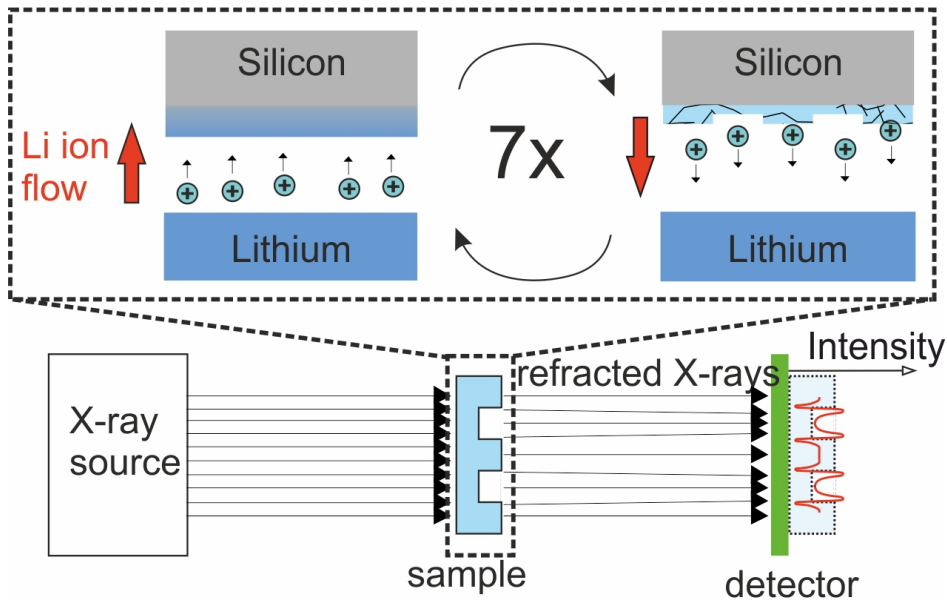 Silicon
Silicon
Li ion
flow
7x
+ + + + +
+ + + + +
Lithium
Lithium
Intensity
refracted X-rays
X-ray
source
sample
detector